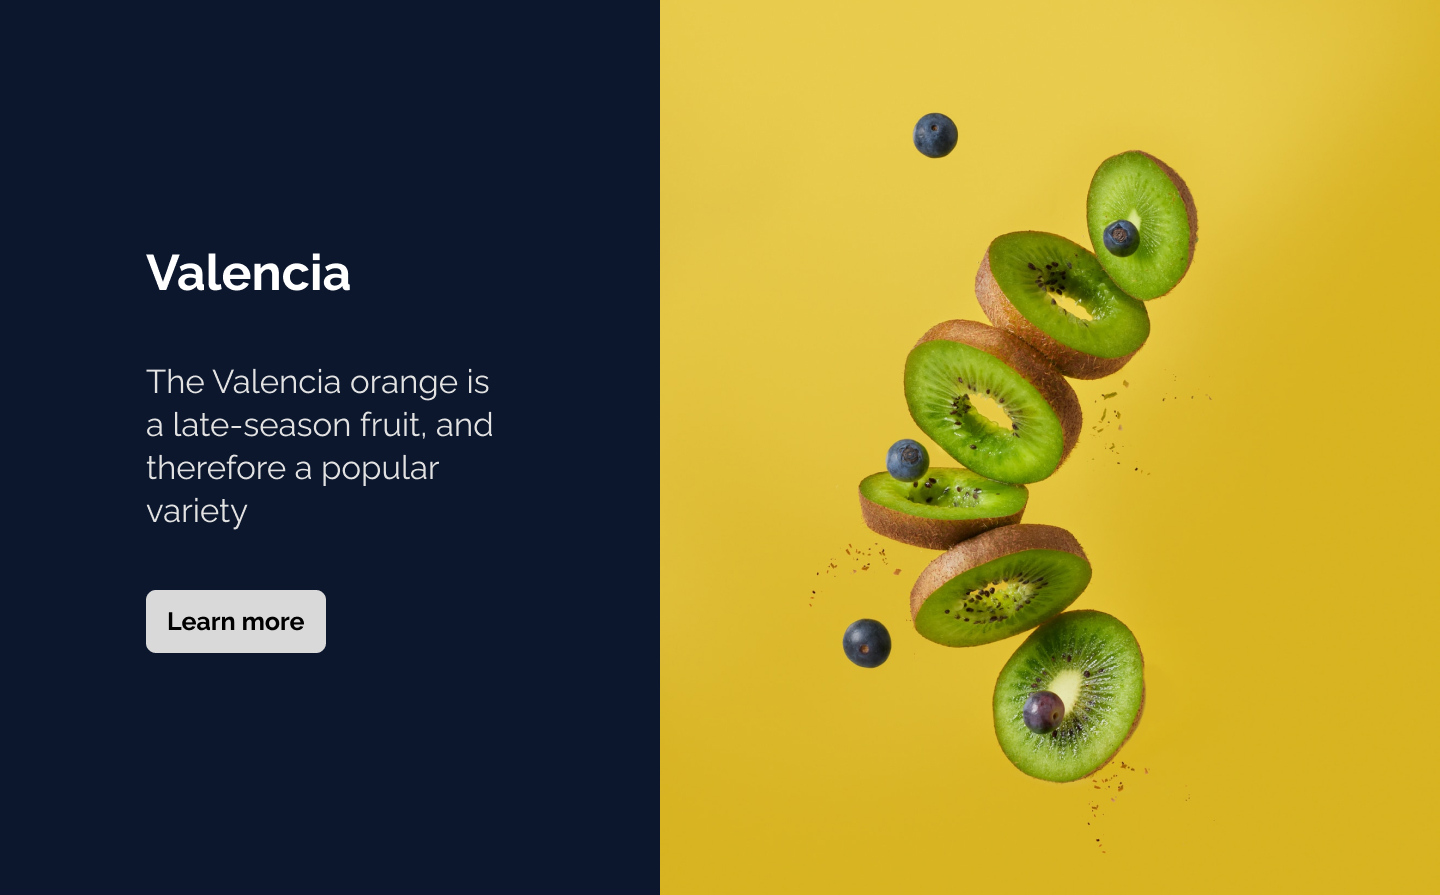 Valencia
The Valencia orange is
a late-season fruit, and
therefore a popular
variety
Learn more